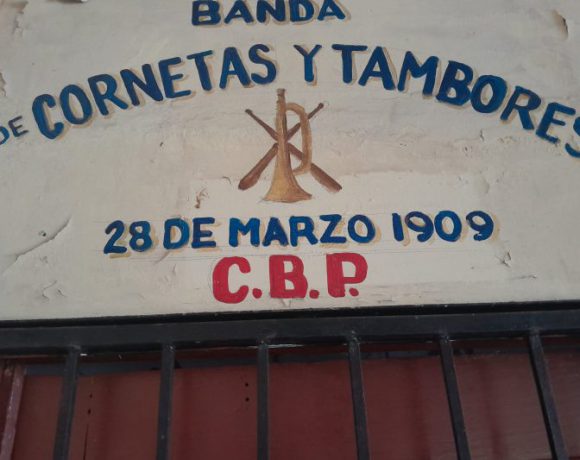 BANDA
DE CORNETAS Y TAMBORES
28 DE MARZO 1909
C.B.P.